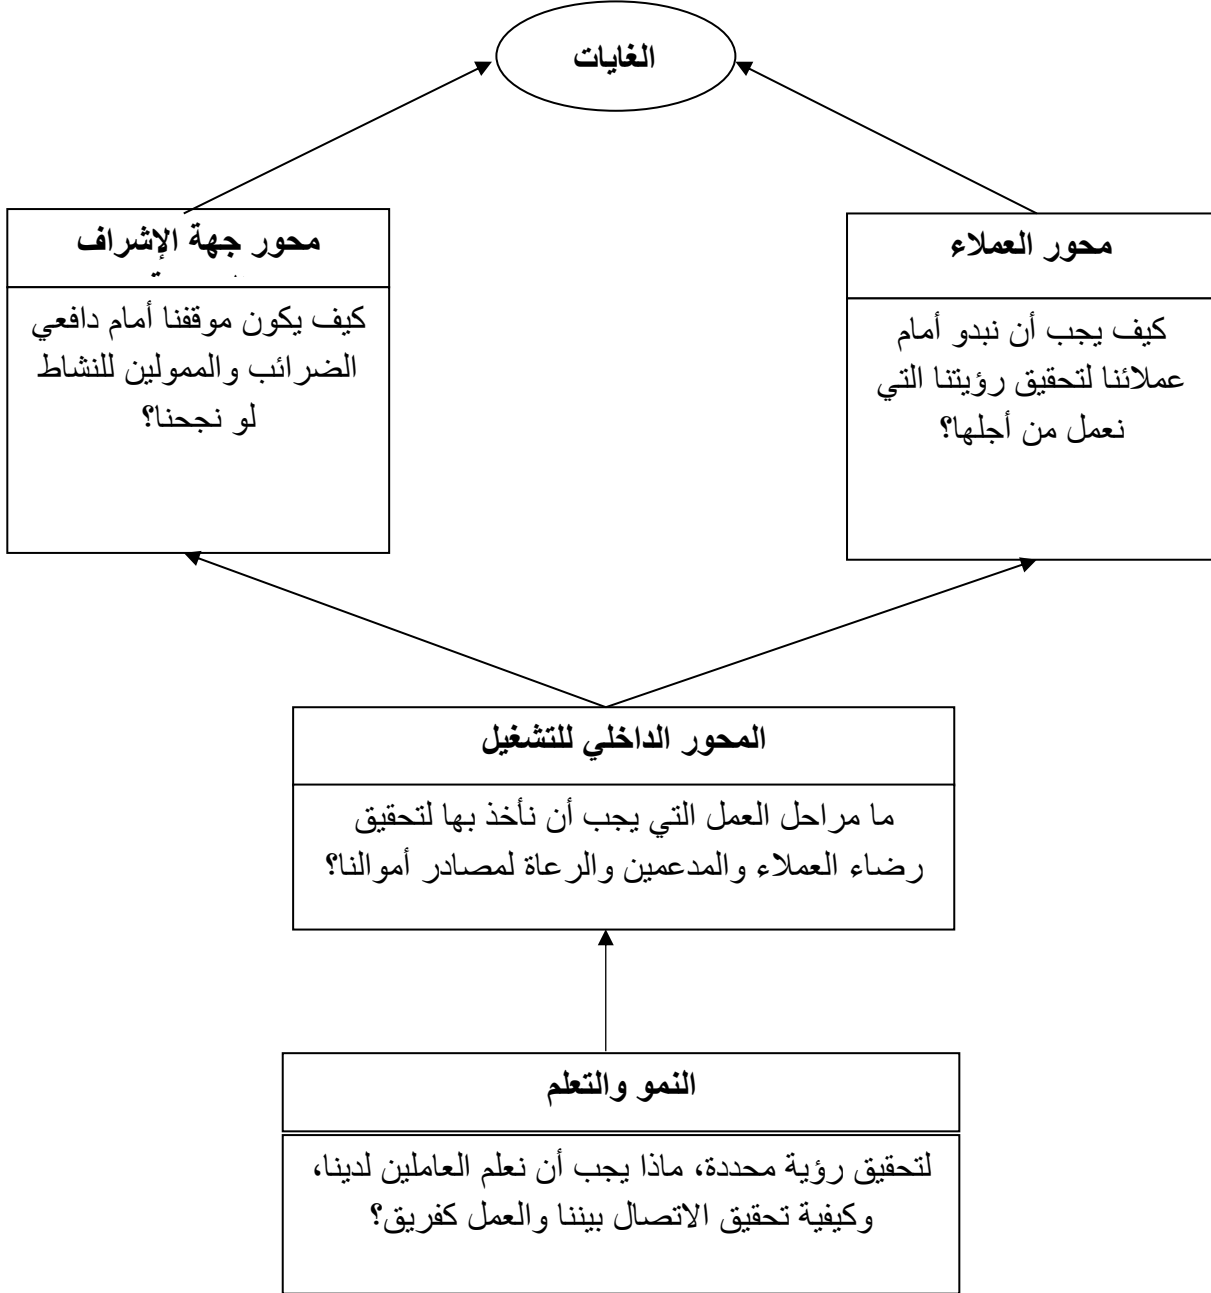 الغايات
محور العملاء
كيف يجب أن نبدو أمام
عملائنا لتحقيق رؤيتنا التي
نعمل من أجلها؟
محور جهة الإشراف
كيف يكون موقفنا أمام دافعي
الضرائب والممولين للنشاط
لو نجحنا؟
المحور الداخلي للتشغيل
ما مراحل العمل التي يجب أن نأخذ بها لتحقيق
رضاء العملاء والمدعمين والرعاة لمصادر أموالنا؟
النمو والتعلم
لتحقيق رؤية محددة، ماذا يجب أن نعلم العاملين لدينا،
وكيفية تحقيق الاتصال بيننا والعمل كفريق؟